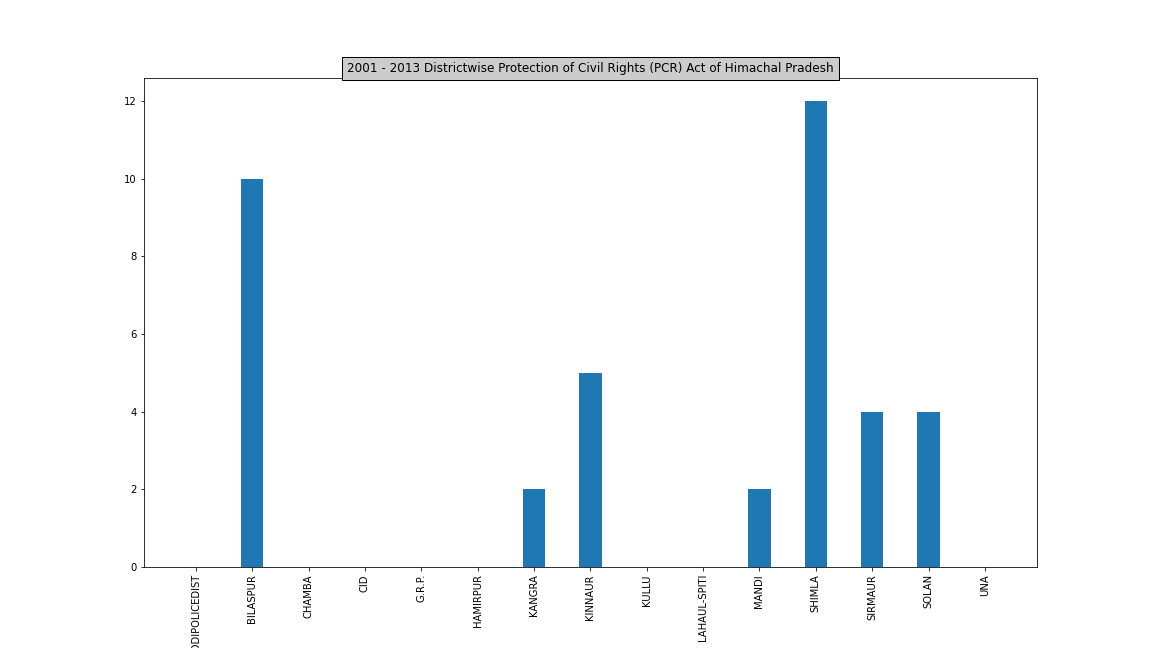 2001 - 2013 Districtwise Protection of Civil Rights (PCR) Act of Himachal Pradesh
12
10
8
6
4
2
0
DDIPOLICEDIST
BILASPUR
CHAMBA
CID
G.R.P.
HAMIRPUR
KANGRA
KINNAUR
KULLU
LAHAUL-SPITI
MANDI
SHIMLA
SIRMAUR
SOLAN
UNA